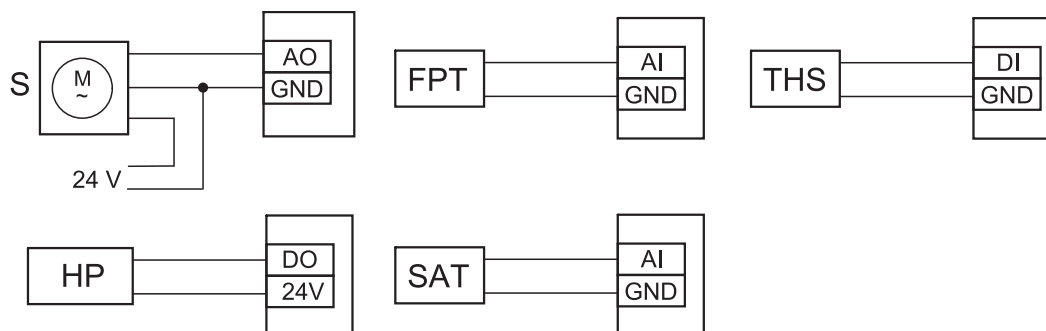 S
M
~
AO
GND
24 V
FPT
AI
GND
THS
DI
GND
HP
DO
24V
SAT
AI
GND